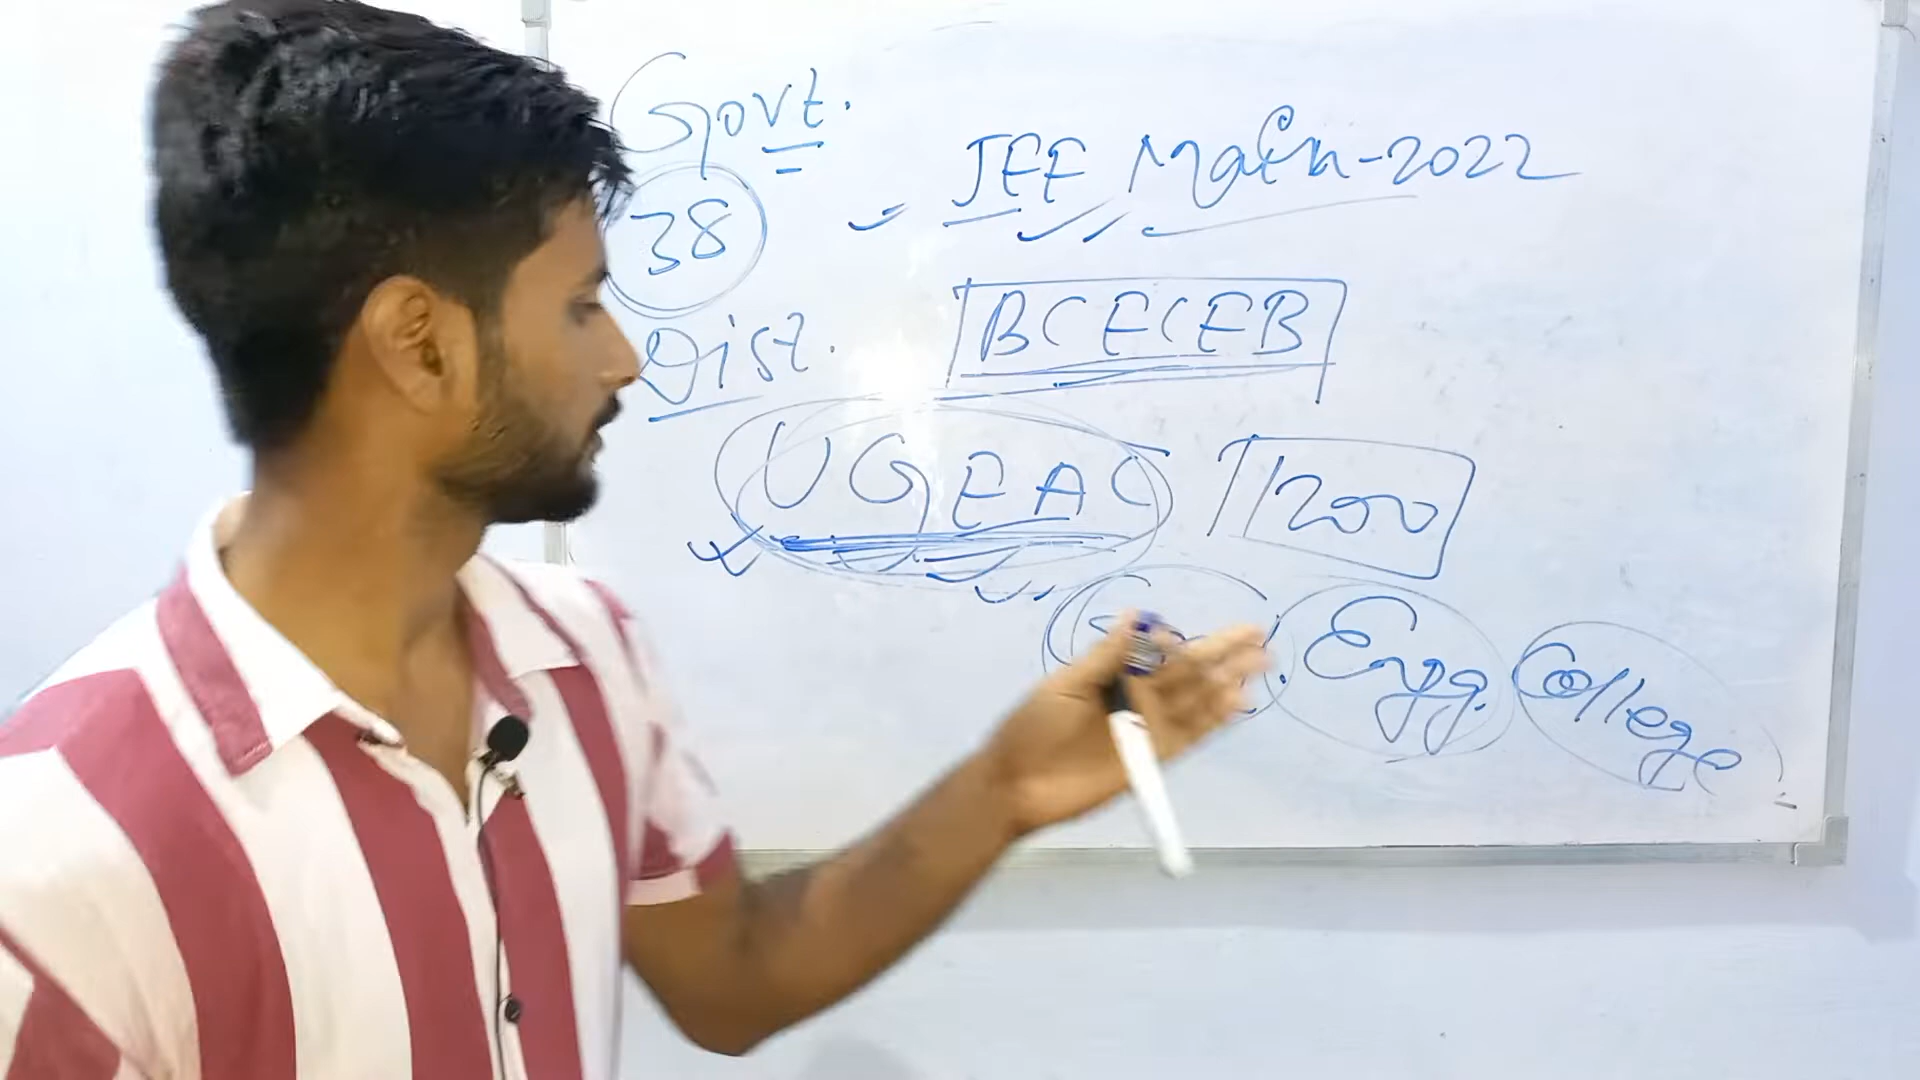 Govt.
JEE Main-2022
38
Dist.
BCECEB
UGEAC
1200
Engg. College